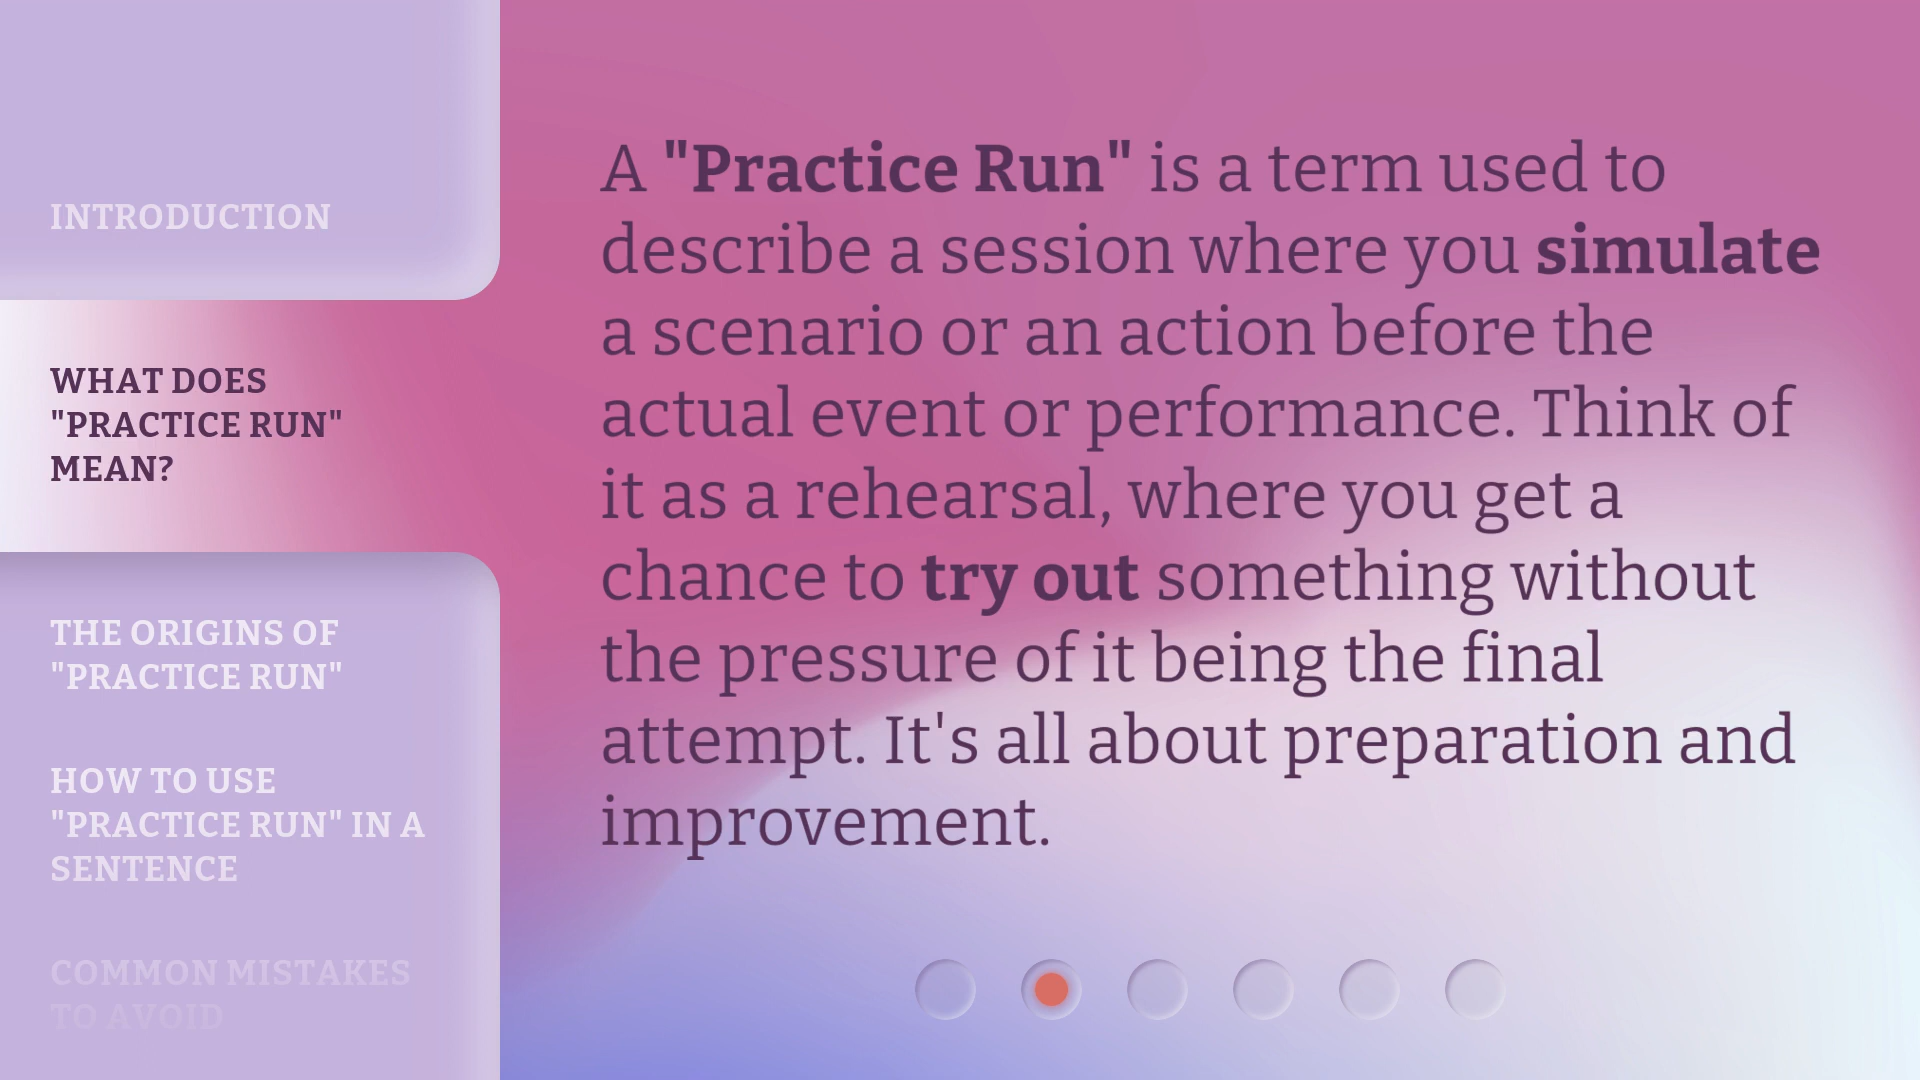 INTRODUCTION
WHAT DOES
"PRACTICE RUN"
MEAN?
THE ORIGINS OF
"PRACTICE RUN"
HOW TO USE
"PRACTICE RUN" IN A
SENTENCE
COMMON MISTAKES
TO AVOID
A "Practice Run" is a term used to
describe a session where you simulate
a scenario or an action before the
actual event or performance. Think of
it as a rehearsal, where you get a
chance to try out something without
the pressure of it being the final
attempt. It's all about preparation and
improvement.